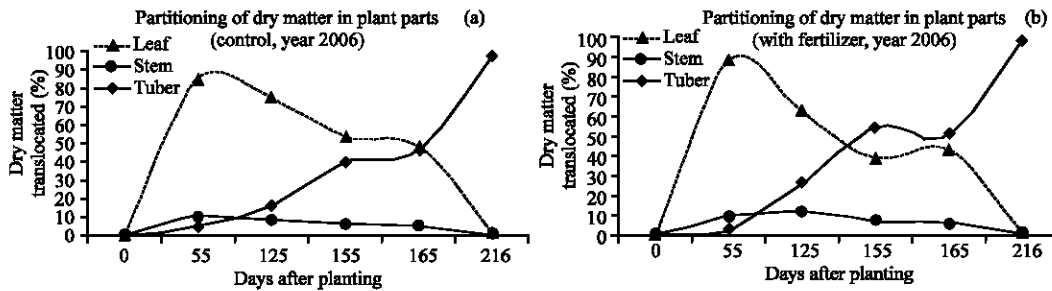 Partitioning of dry matter in plant parts (a)
(control, year 2006)
Leaf
Stem
Tuber
Dry matter
translocated (%)
100
90
80
70
60
50
40
30
20
10
0
0 55 125 155 165 216
Days after planting
Partitioning of dry matter in plant parts (b)
(with fertilizer, year 2006)
Leaf
Stem
Tuber
Dry matter
translocated (%)
100
90
80
70
60
50
40
30
20
10
0
0 55 125 155 165 216
Days after planting